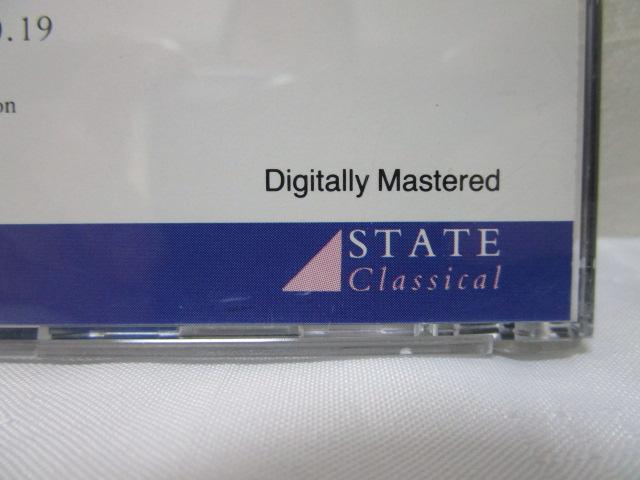 .19
on
Digitally Mastered
STATE
Classical